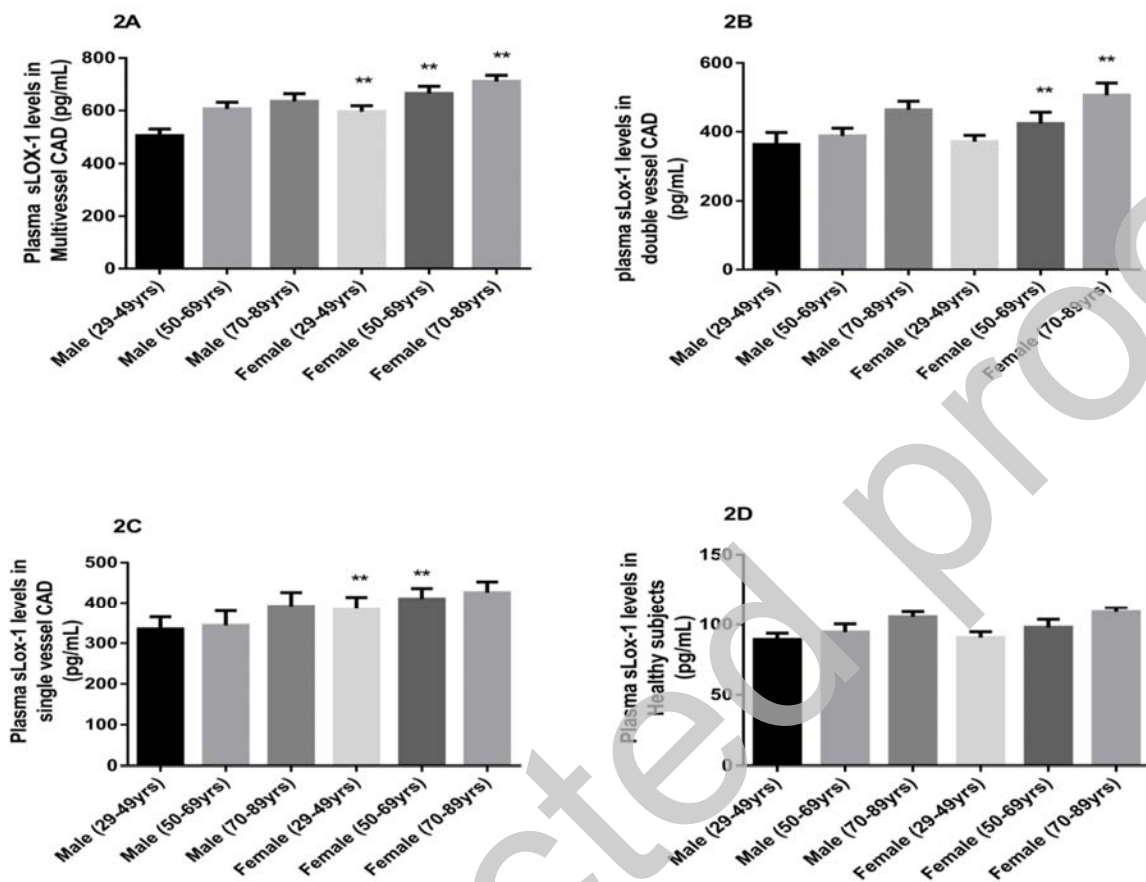 2A
Plasma sLOX-1 levels in
Multivessel CAD (pg/mL)
800
600
400
200
0
** ** **
Male (29-49yrs)
Male (50-69yrs)
Male (70-89yrs)
Female (29-49yrs)
Female (50-69yrs)
Female (70-89yrs)
2B
plasma sLox-1 levels in
double vessel CAD
(pg/mL)
600
400
200
0
** **
Male (29-49yrs)
Male (50-69yrs)
Male (70-89yrs)
Female (29-49yrs)
Female (50-69yrs)
Female (70-89yrs)
2C
Plasma sLox-1 levels in
single vessel CAD
(pg/mL)
500
400
300
200
100
0
** **
Male (29-49yrs)
Male (50-69yrs)
Male (70-89yrs)
Female (29-49yrs)
Female (50-69yrs)
Female (70-89yrs)
2D
Plasma sLox-1 levels in
Healthy subjects
(pg/mL)
150
100
50
0
Male (29-49yrs)
Male (50-69yrs)
Male (70-89yrs)
Female (29-49yrs)
Female (50-69yrs)
Female (70-89yrs)
cted proo